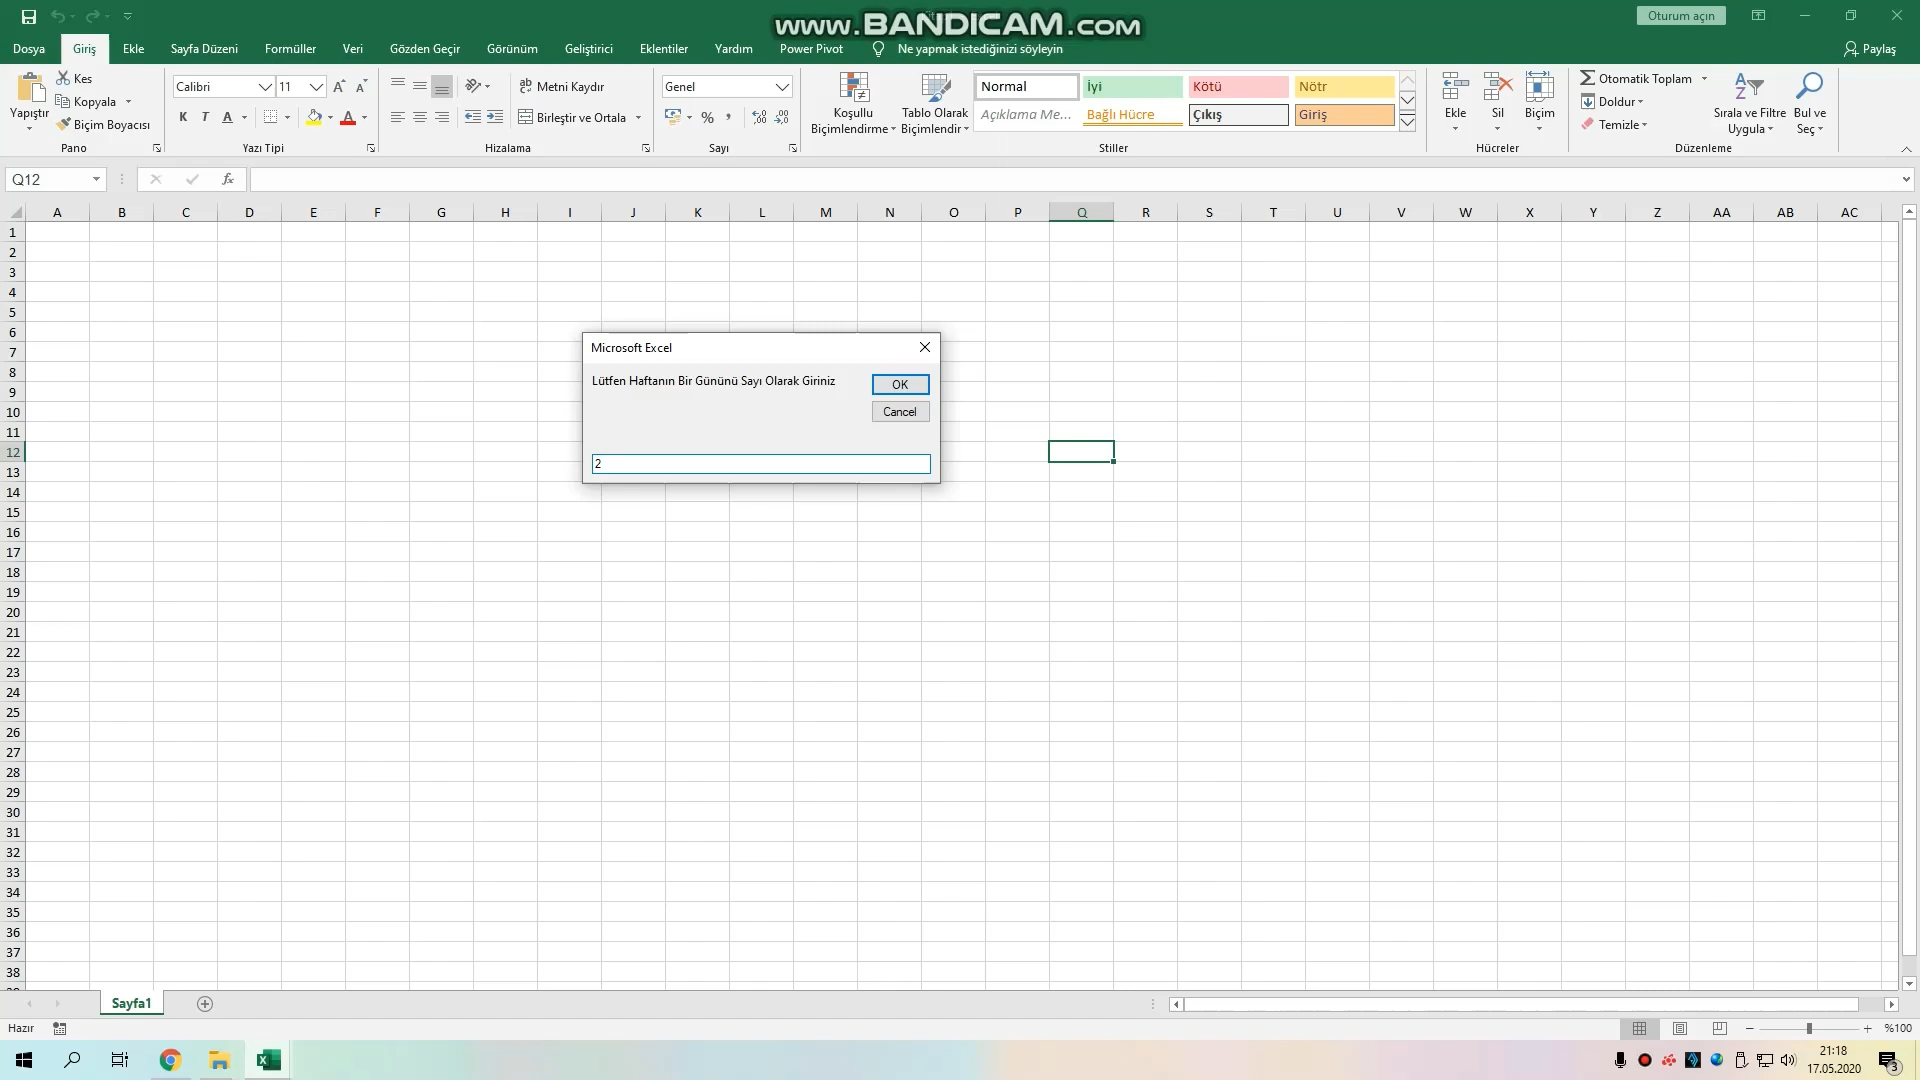 www.BANDICAM.com
Oturum açın
Dosya Giriş Ekle Sayfa Düzeni Formüller Veri Gözden Geçir Görünüm Geliştirici Eklentiler Yardım Power Pivot Ne yapmak istediğinizi söyleyin Paylaş
Yapıştır
Kes
Kopyala
Biçim Boyacısı
Pano
Calibri 11
K T A
Yazı Tipi
Metni Kaydır
Birleştir ve Ortala
Hizalama
Genel
%
Sayı
Koşullu Biçimlendirme
Tablo Olarak Biçimlendir
Normal İyi Kötü Nötr
Açıklama Me... Bağlı Hücre Çıkış Giriş
Stiller
Ekle Sil Biçim
Hücreler
Otomatik Toplam
Doldur
Temizle
Sırala ve Filtre Uygula
Bul ve Seç
Düzenleme
Q12
fx
A B C D E F G H I J K L M N O P Q R S T U V W X Y Z AA AB AC
1
2
3
4
5
6
7
8
9
10
11
12
13
14
15
16
17
18
19
20
21
22
23
24
25
26
27
28
29
30
31
32
33
34
35
36
37
38
Microsoft Excel
Lütfen Haftanın Bir Gününü Sayı Olarak Giriniz
OK
Cancel
2
Sayfa1
Hazır
%100
21:18
17.05.2020
3